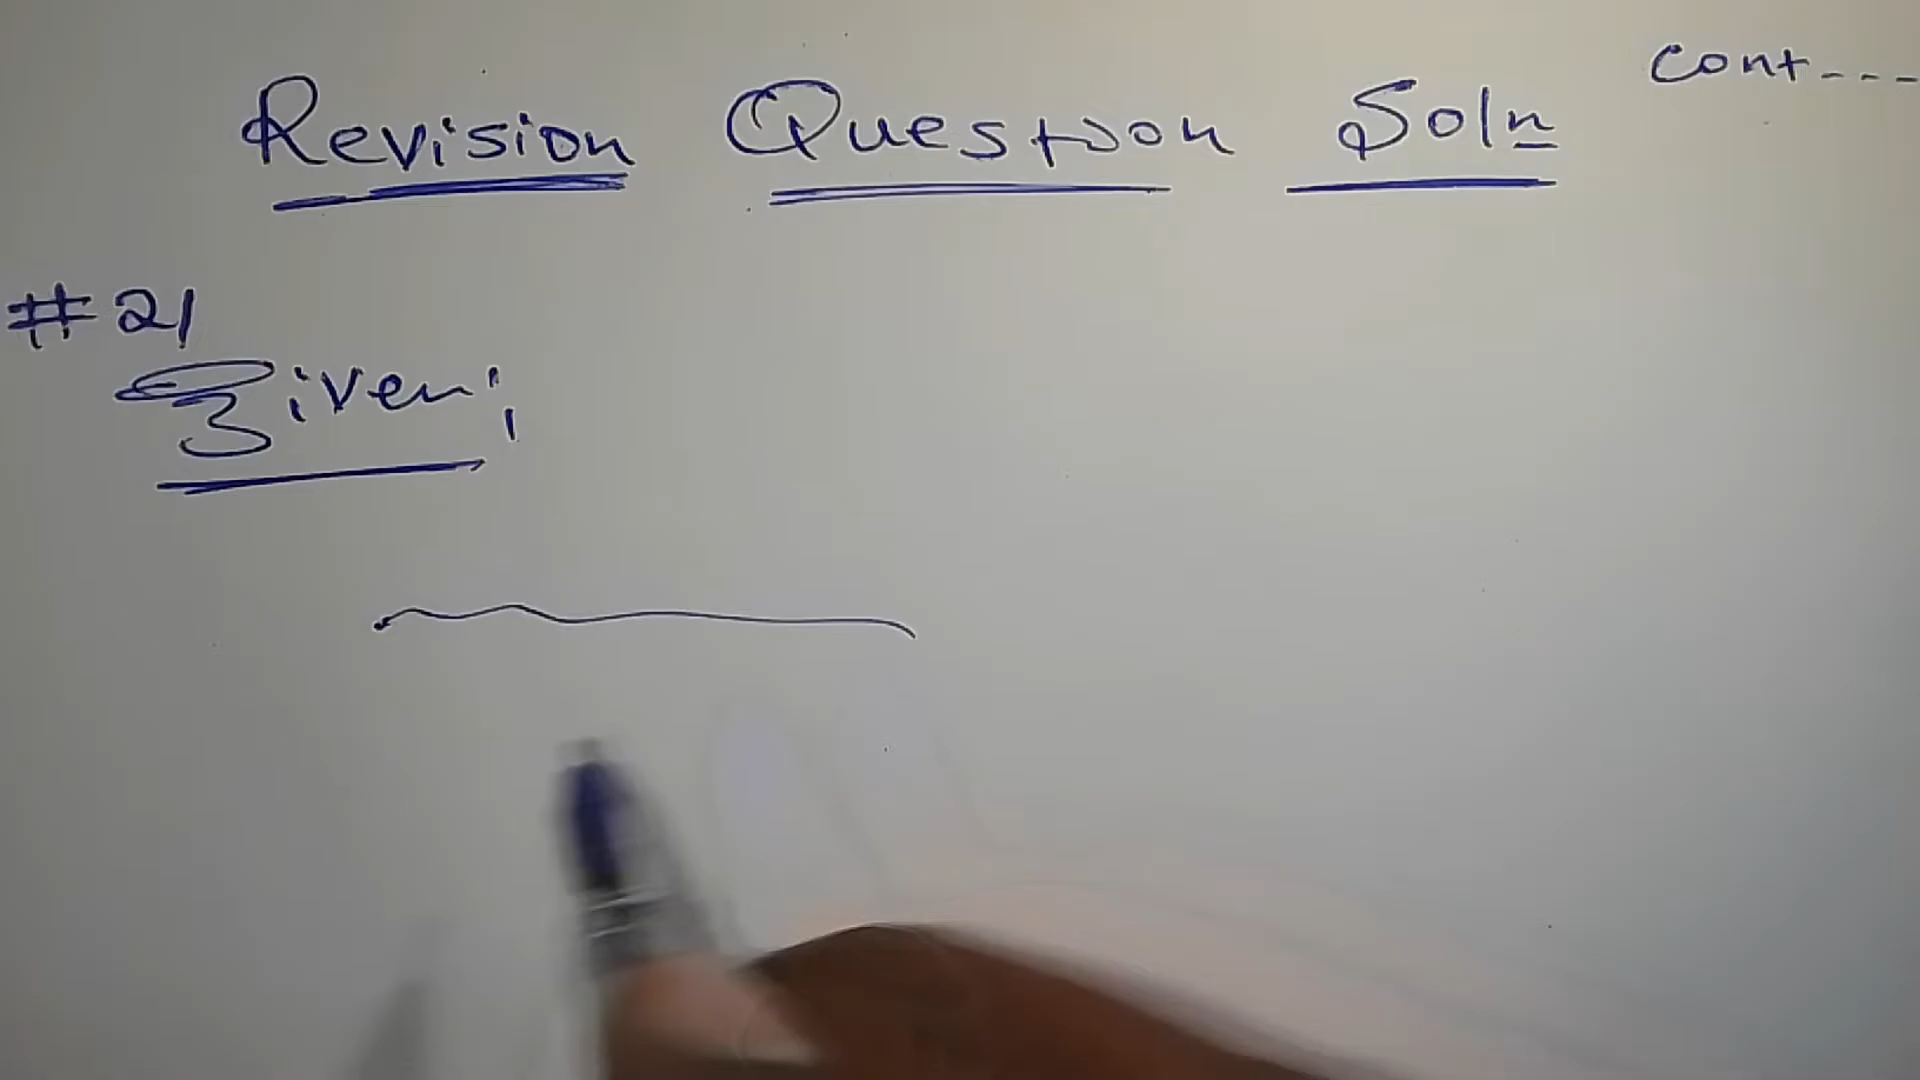 Revision Question Soln
cont----
#21
Given;